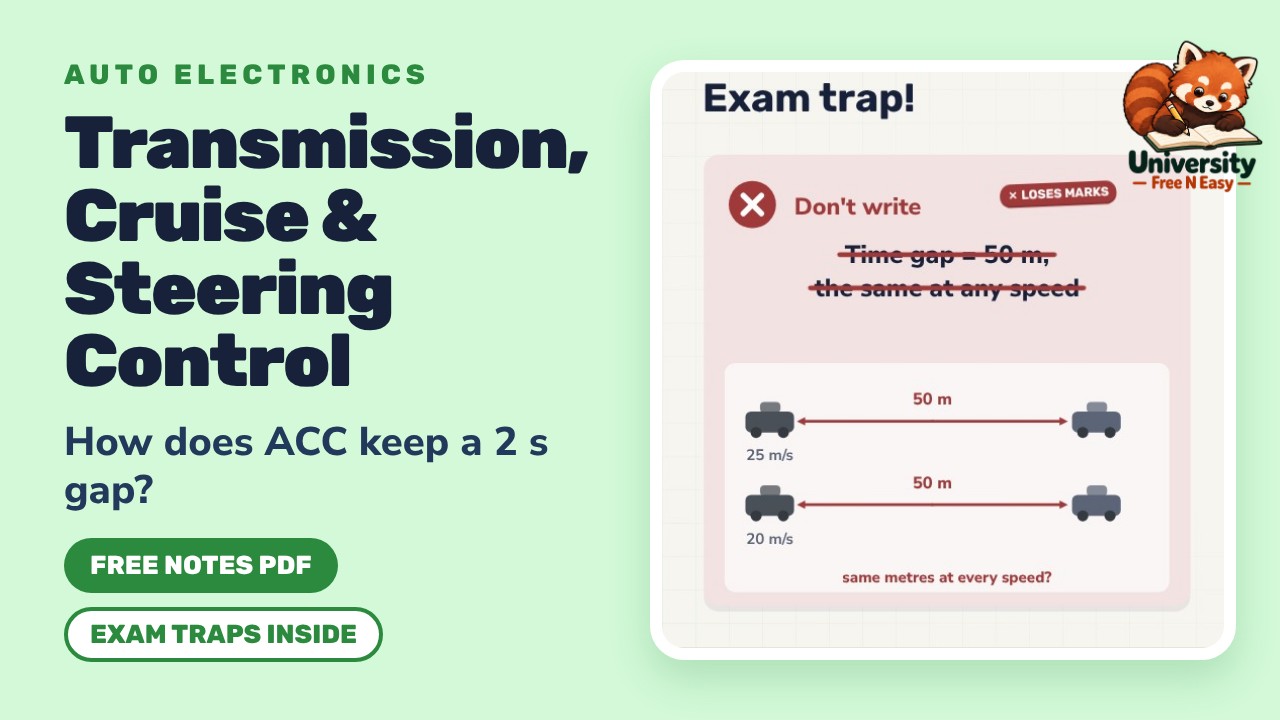 AUTO ELECTRONICS
Transmission,
Cruise &
Steering
Control
How does ACC keep a 2 s
gap?
FREE NOTES PDF
EXAM TRAPS INSIDE
Exam trap!
Don't write
× LOSES MARKS
Time gap = 50 m,
the same at any speed
50 m
25 m/s
50 m
20 m/s
same metres at every speed?
University
Free N Easy